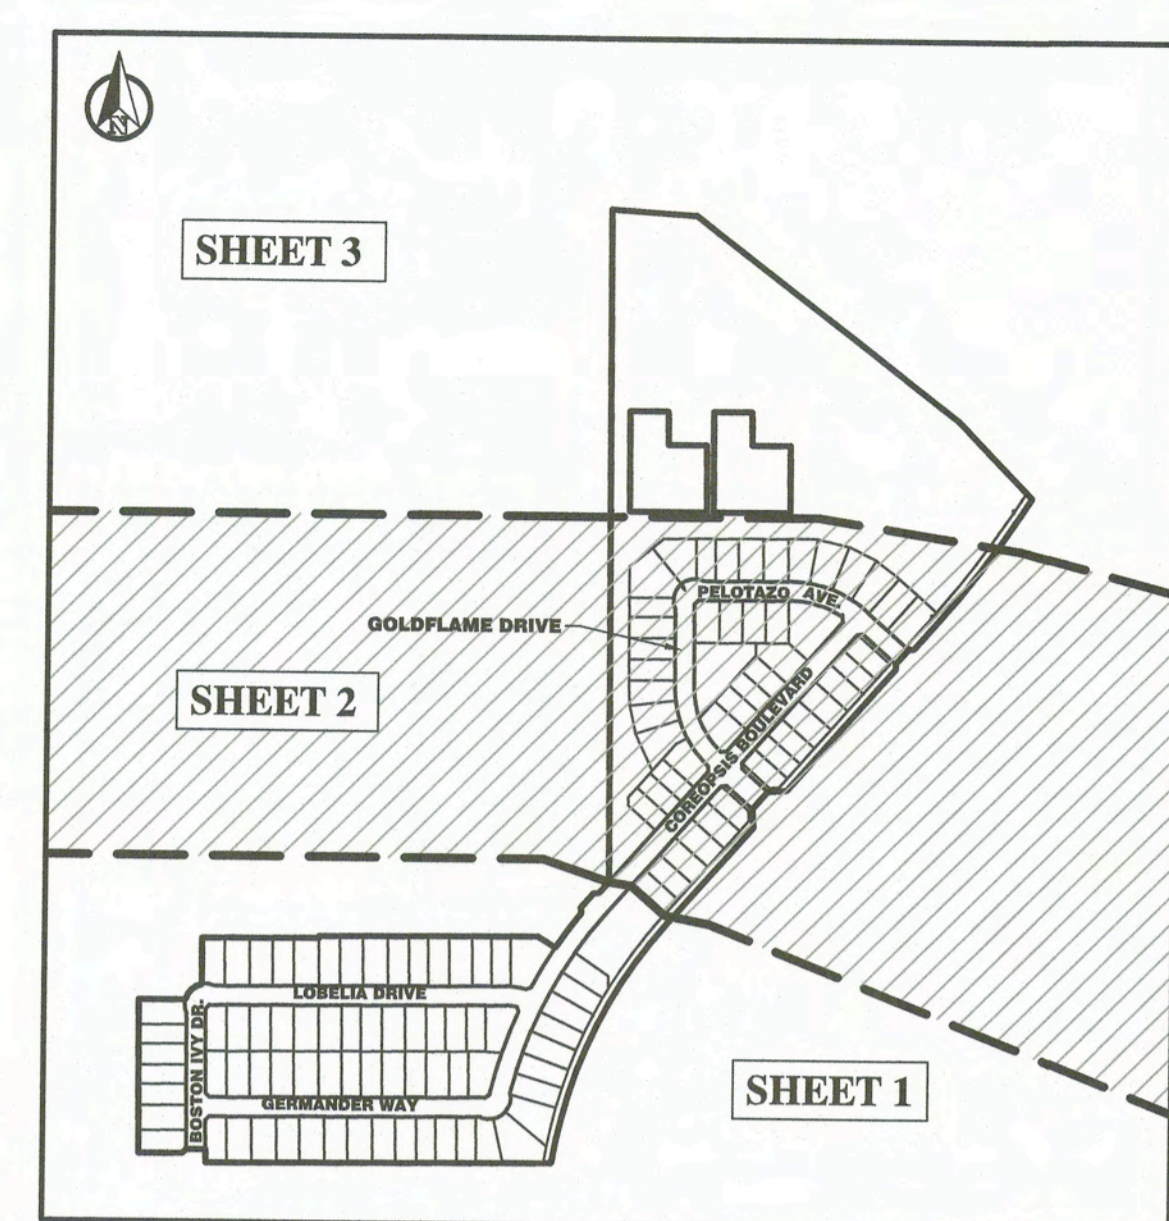 N
SHEET 3
PELOTAZO AVE.
GOLDFLAME DRIVE
SHEET 2
COREOPSIS BOULEVARD
LOBELIA DRIVE
BOSTON IVY DR.
GERMANDER WAY
SHEET 1